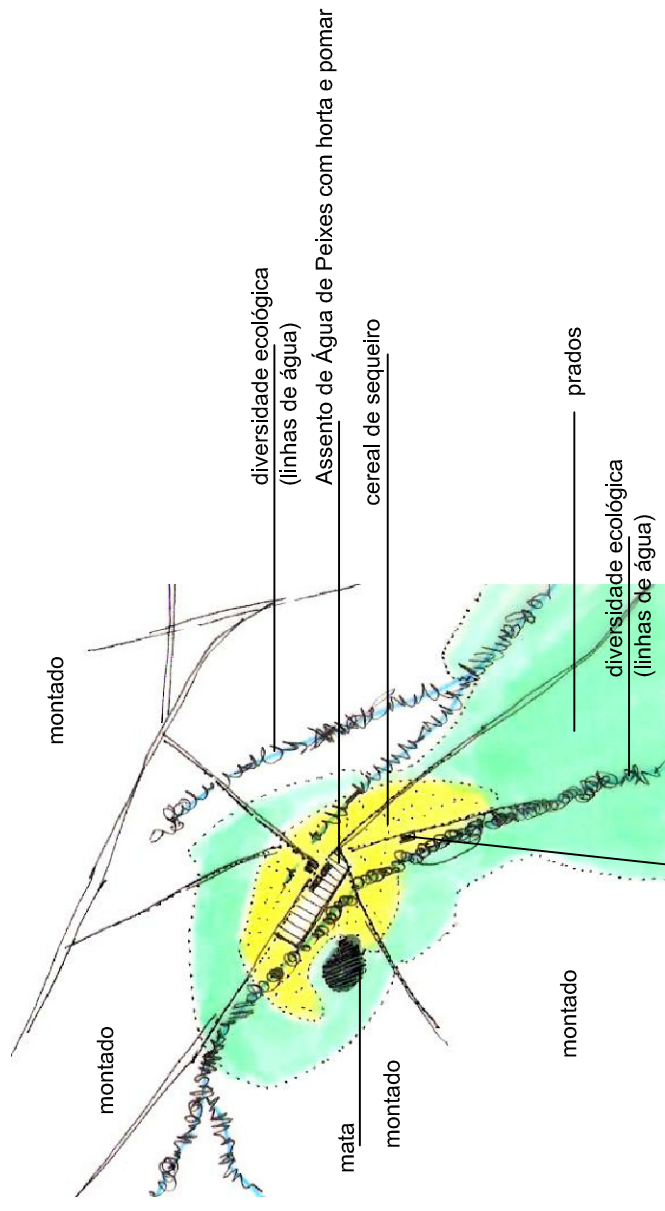 montado
montado
diversidade ecológica
(linhas de água)
Assento de Água de Peixes com horta e pomar
cereal de sequeiro
mata
montado
montado
prados
diversidade ecológica
(linhas de água)